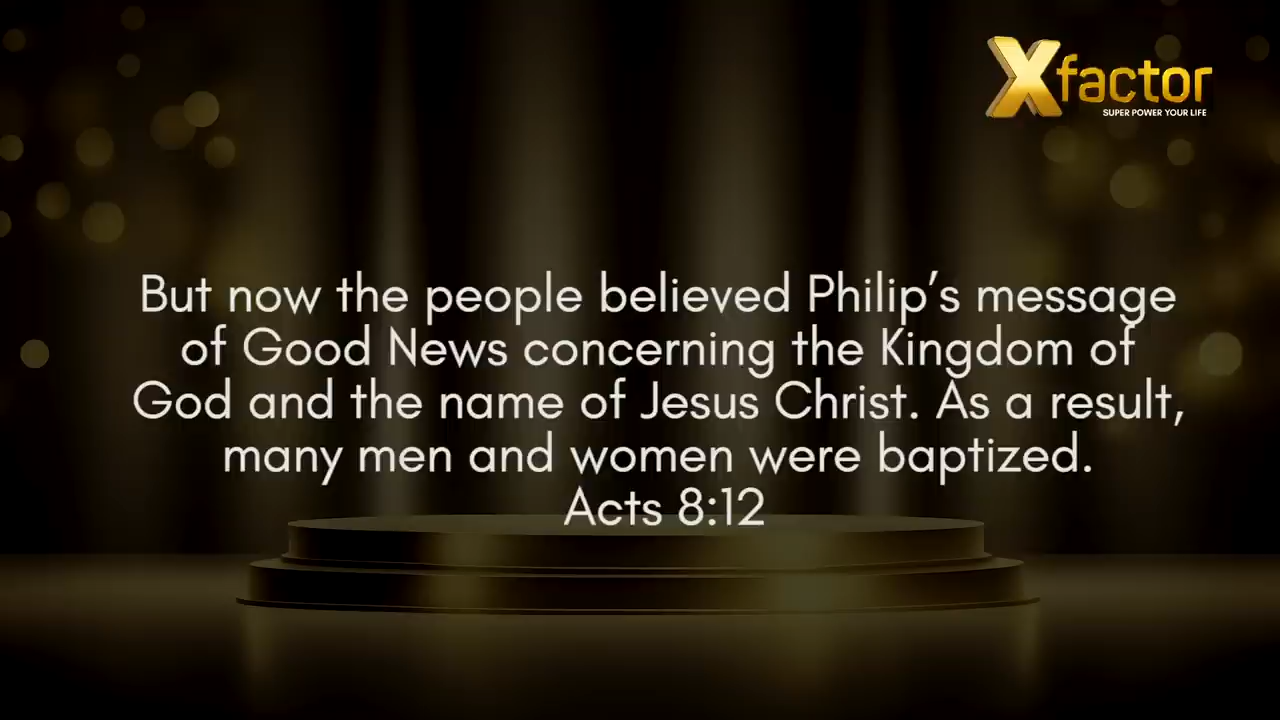 Xfactor
SUPER POWER YOUR LIFE
But now the people believed Philip’s message
of Good News concerning the Kingdom of
God and the name of Jesus Christ. As a result,
many men and women were baptized.
Acts 8:12